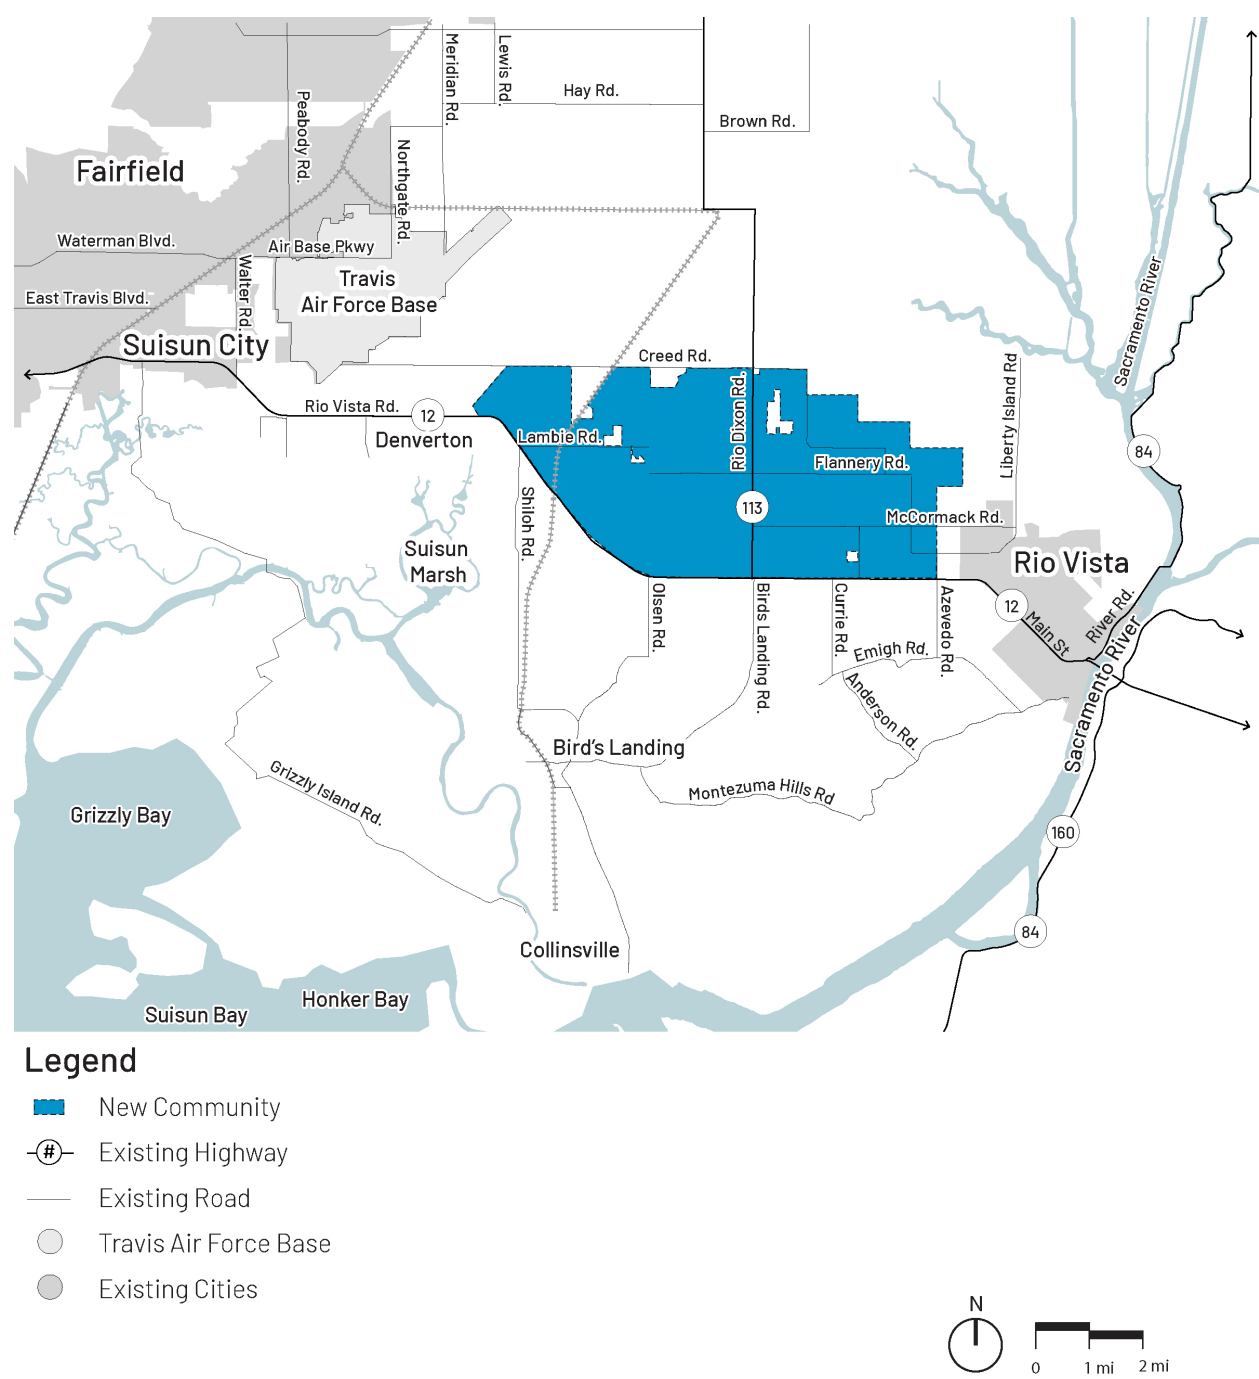 Meridian Rd.
Lewis Rd.
Hay Rd.
Peabody Rd.
Brown Rd.
Fairfield
Northgate Rd.
Waterman Blvd.
Air Base Pkwy
Walter Rd.
Travis
Air Force Base
East Travis Blvd.
Sacramento River
Suisun City
Creed Rd.
Rio Dixon Rd.
Liberty Island Rd
Rio Vista Rd.
12
Denverton
Lambie Rd.
Flannery Rd.
84
Shiloh Rd.
113
McCormack Rd.
Suisun
Marsh
Rio Vista
Olsen Rd.
Birds Landing Rd.
Currie Rd.
Azevedo Rd.
12
Main St
River Rd.
Emigh Rd.
Anderson Rd.
Sacramento River
Bird's Landing
Grizzly Island Rd.
Montezuma Hills Rd
Grizzly Bay
160
84
Collinsville
Honker Bay
Suisun Bay
Legend
New Community
#
Existing Highway
Existing Road
Travis Air Force Base
Existing Cities
N
0
1 mi
2 mi